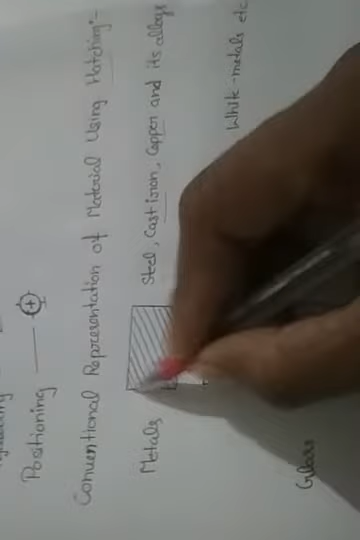 Positioning
Conventional Representation of Material Using Hatching:-
Metals
Steel, Cast iron, Copper and its alloys
White-metals etc
Glass